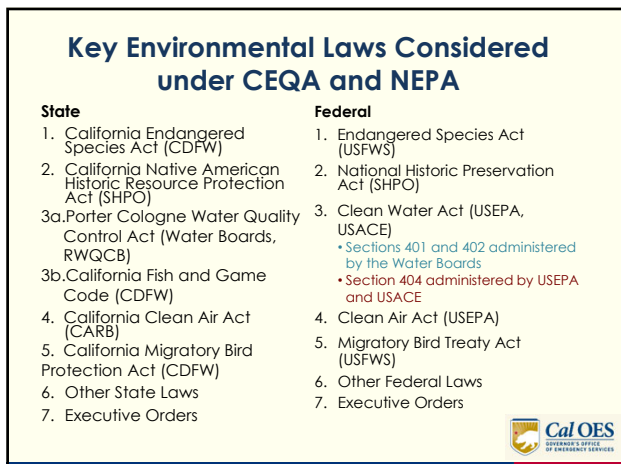 Key Environmental Laws Considered
under CEQA and NEPA
State
1. California Endangered
Species Act (CDFW)
2. California Native American
Historic Resource Protection
Act (SHPO)
3a.Porter Cologne Water Quality
Control Act (Water Boards,
RWQCB)
3b.California Fish and Game
Code (CDFW)
4. California Clean Air Act
(CARB)
5. California Migratory Bird
Protection Act (CDFW)
6. Other State Laws
7. Executive Orders
Federal
1. Endangered Species Act
(USFWS)
2. National Historic Preservation
Act (SHPO)
3. Clean Water Act (USEPA,
USACE)
• Sections 401 and 402 administered
by the Water Boards
• Section 404 administered by USEPA
and USACE
4. Clean Air Act (USEPA)
5. Migratory Bird Treaty Act
(USFWS)
6. Other Federal Laws
7. Executive Orders
Cal OES
GOVERNOR'S OFFICE
OF EMERGENCY SERVICES